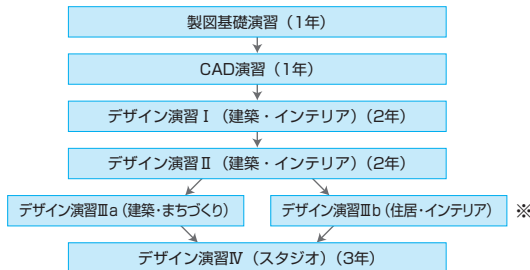 製図基礎演習（1年）
CAD演習（1年）
デザイン演習Ⅰ（建築・インテリア）（2年）
デザイン演習Ⅱ（建築・インテリア）（2年）
デザイン演習Ⅲa（建築・まちづくり）
デザイン演習Ⅲb（住居・インテリア） ※
デザイン演習Ⅳ（スタジオ）（3年）